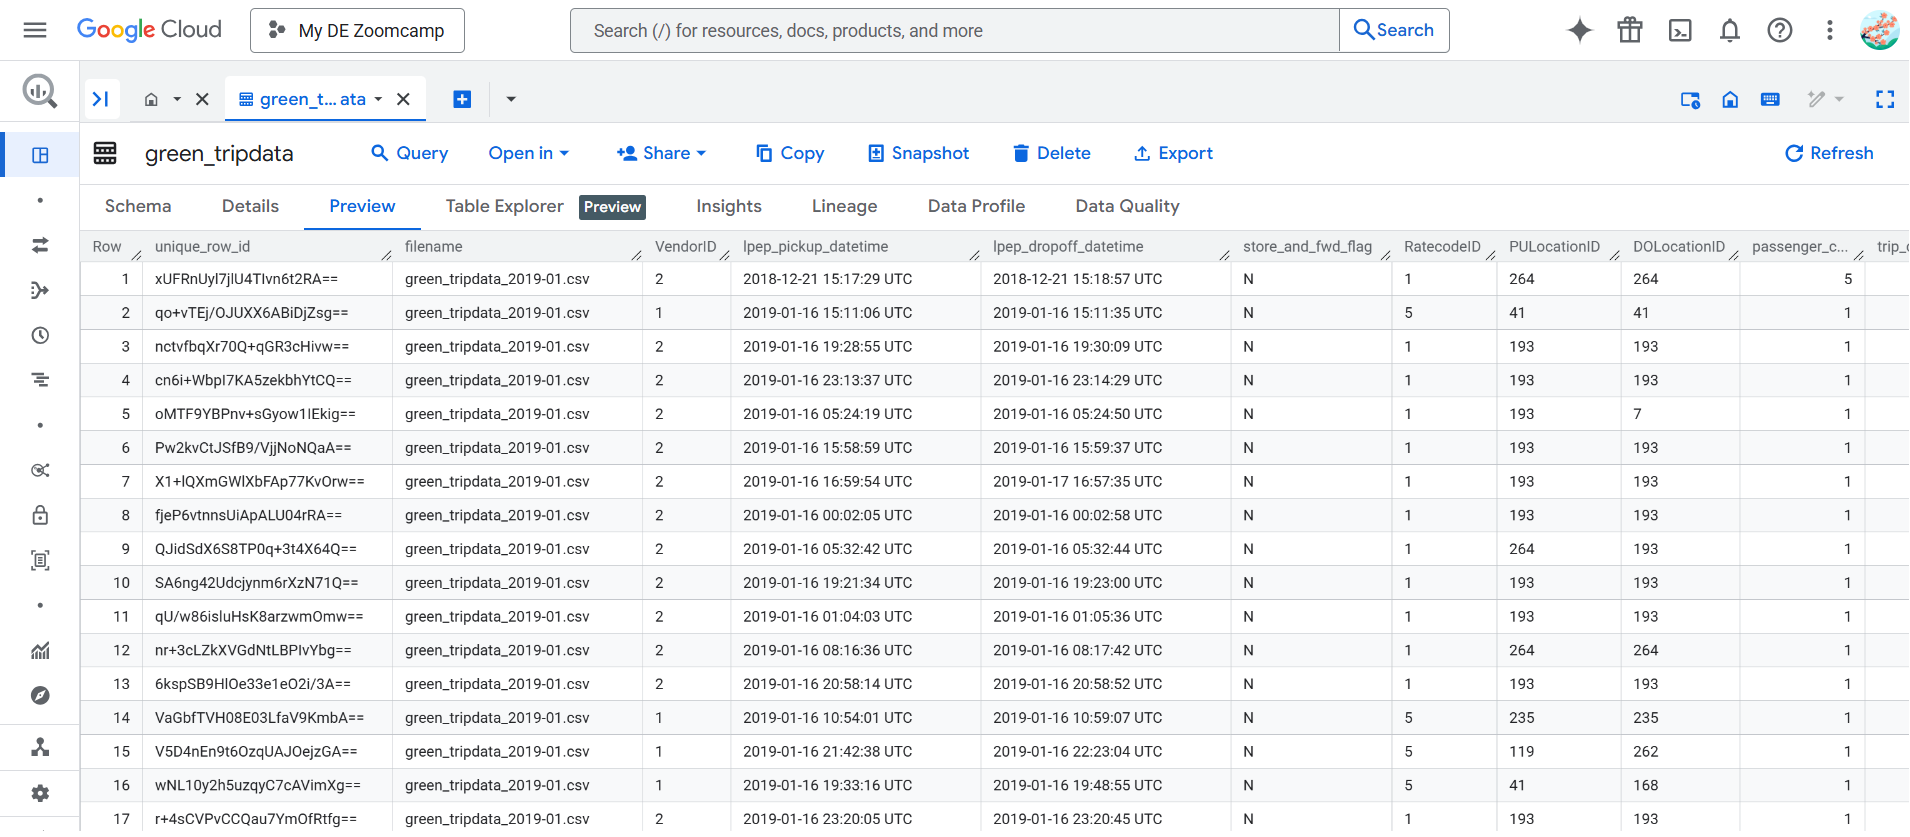 Google Cloud My DE Zoomcamp Search (/) for resources, docs, products, and more Search
green_t... ata
green_tripdata Query Open in Share Copy Snapshot Delete Export Refresh
Schema Details Preview Table Explorer Preview Insights Lineage Data Profile Data Quality
Row unique_row_id filename VendorID lpep_pickup_datetime lpep_dropoff_datetime store_and_fwd_flag RatecodeID PULocationID DOLocationID passenger_c...
1 xUFRnUyl7jlU4TIvn6t2RA== green_tripdata_2019-01.csv 2 2018-12-21 15:17:29 UTC 2018-12-21 15:18:57 UTC N 1 264 264 5
2 qo+vTEj/OJUXX6ABiDjZsg== green_tripdata_2019-01.csv 1 2019-01-16 15:11:06 UTC 2019-01-16 15:11:35 UTC N 5 41 41 1
3 nctvfbqXr70Q+qGR3cHivw== green_tripdata_2019-01.csv 2 2019-01-16 19:28:55 UTC 2019-01-16 19:30:09 UTC N 1 193 193 1
4 cn6i+WbpI7KA5zekbhYtCQ== green_tripdata_2019-01.csv 2 2019-01-16 23:13:37 UTC 2019-01-16 23:14:29 UTC N 1 193 193 1
5 oMTF9YBPnv+sGyow1IEkig== green_tripdata_2019-01.csv 2 2019-01-16 05:24:19 UTC 2019-01-16 05:24:50 UTC N 1 193 7 1
6 Pw2kvCtJSfB9/VjjNoNQaA== green_tripdata_2019-01.csv 2 2019-01-16 15:58:59 UTC 2019-01-16 15:59:37 UTC N 1 193 193 1
7 X1+lQXmGWlXbFAp77KvOrw== green_tripdata_2019-01.csv 2 2019-01-16 16:59:54 UTC 2019-01-17 16:57:35 UTC N 1 193 193 1
8 fjeP6vtnnsUiApALU04rRA== green_tripdata_2019-01.csv 2 2019-01-16 00:02:05 UTC 2019-01-16 00:02:58 UTC N 1 193 193 1
9 QJidSdX6S8TP0q+3t4X64Q== green_tripdata_2019-01.csv 2 2019-01-16 05:32:42 UTC 2019-01-16 05:32:44 UTC N 1 264 193 1
10 SA6ng42Udcjynm6rXzN71Q== green_tripdata_2019-01.csv 2 2019-01-16 19:21:34 UTC 2019-01-16 19:23:00 UTC N 1 193 193 1
11 qU/w86isluHsK8arzwmOmw== green_tripdata_2019-01.csv 2 2019-01-16 01:04:03 UTC 2019-01-16 01:05:36 UTC N 1 193 193 1
12 nr+3cLZkXVGdNtLBPIvYbg== green_tripdata_2019-01.csv 2 2019-01-16 08:16:36 UTC 2019-01-16 08:17:42 UTC N 1 264 264 1
13 6kspSB9HlOe33e1eO2i/3A== green_tripdata_2019-01.csv 2 2019-01-16 20:58:14 UTC 2019-01-16 20:58:52 UTC N 1 193 193 1
14 VaGbfTVH08E03LfaV9KmbA== green_tripdata_2019-01.csv 1 2019-01-16 10:54:01 UTC 2019-01-16 10:59:07 UTC N 5 235 235 1
15 V5D4nEn9t6OzqUAJOejzGA== green_tripdata_2019-01.csv 1 2019-01-16 21:42:38 UTC 2019-01-16 22:23:04 UTC N 5 119 262 1
16 wNL10y2h5uzqyC7cAVimXg== green_tripdata_2019-01.csv 1 2019-01-16 19:33:16 UTC 2019-01-16 19:48:55 UTC N 5 41 168 1
17 r+4sCVPvCCQau7YmOfRtfg== green_tripdata_2019-01.csv 2 2019-01-16 23:20:05 UTC 2019-01-16 23:20:45 UTC N 1 193 193 1